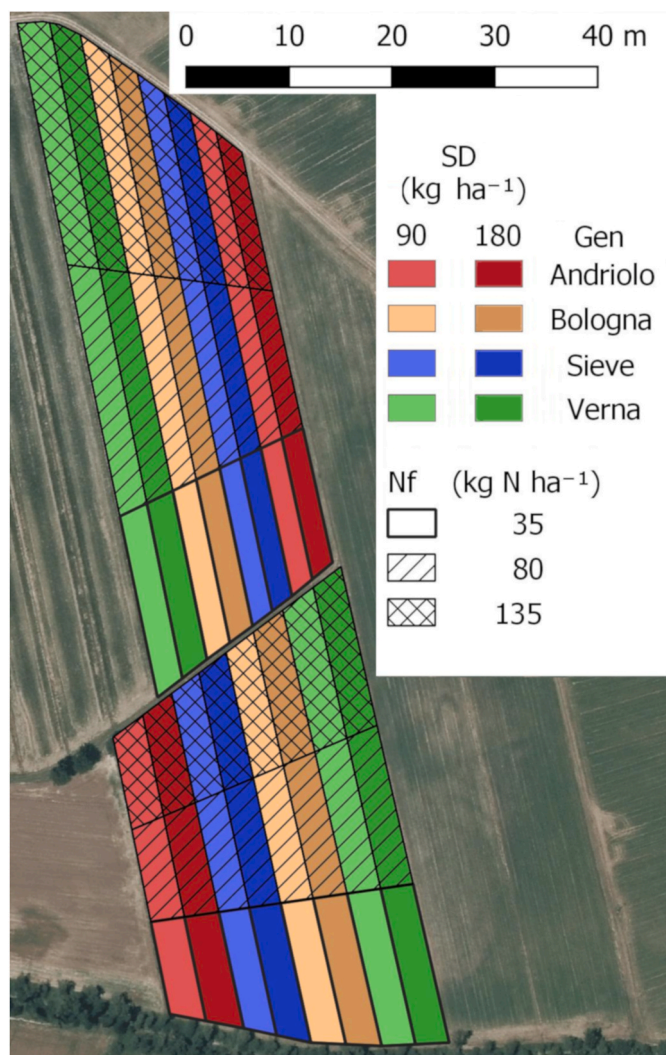 0 10 20 30 40 m
SD
(kg ha⁻¹)
90 180 Gen
Andriolo
Bologna
Sieve
Verna
Nf (kg N ha⁻¹)
35
80
135